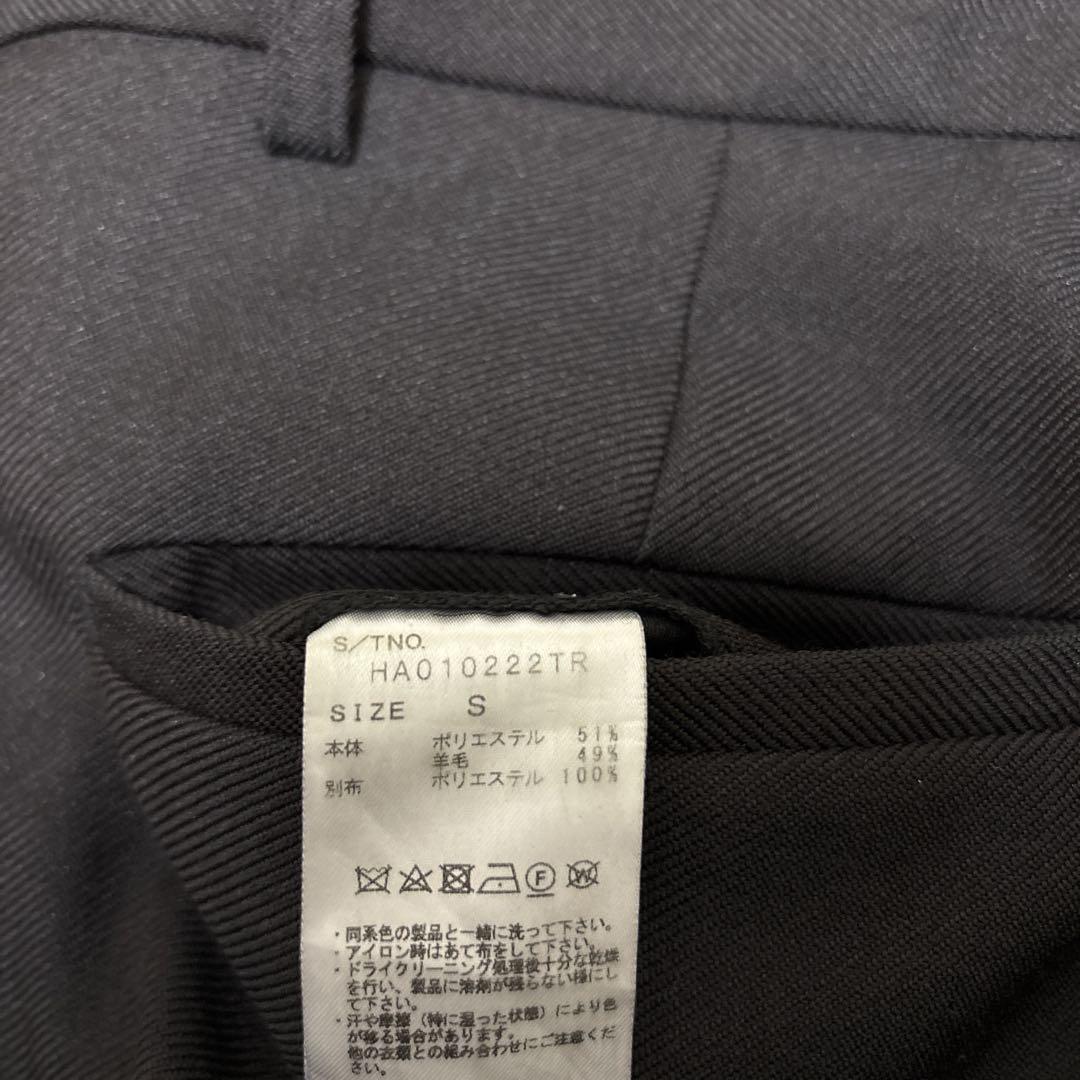 S/TNO.
HA010222TR
SIZE S
本体 ポリエステル 51%
羊毛 49%
別布 ポリエステル 100%
F W
・同系色の製品と一緒に洗って下さい。
・アイロン時はあて布をして下さい。
・ドライクリーニング処理後十分な乾燥
を行い、製品に溶剤が残らない様にし
て下さい。
・汗や摩擦（特に湿った状態）により色
が移る場合があります。
他の衣類との組み合わせにご注意くだ
さい。